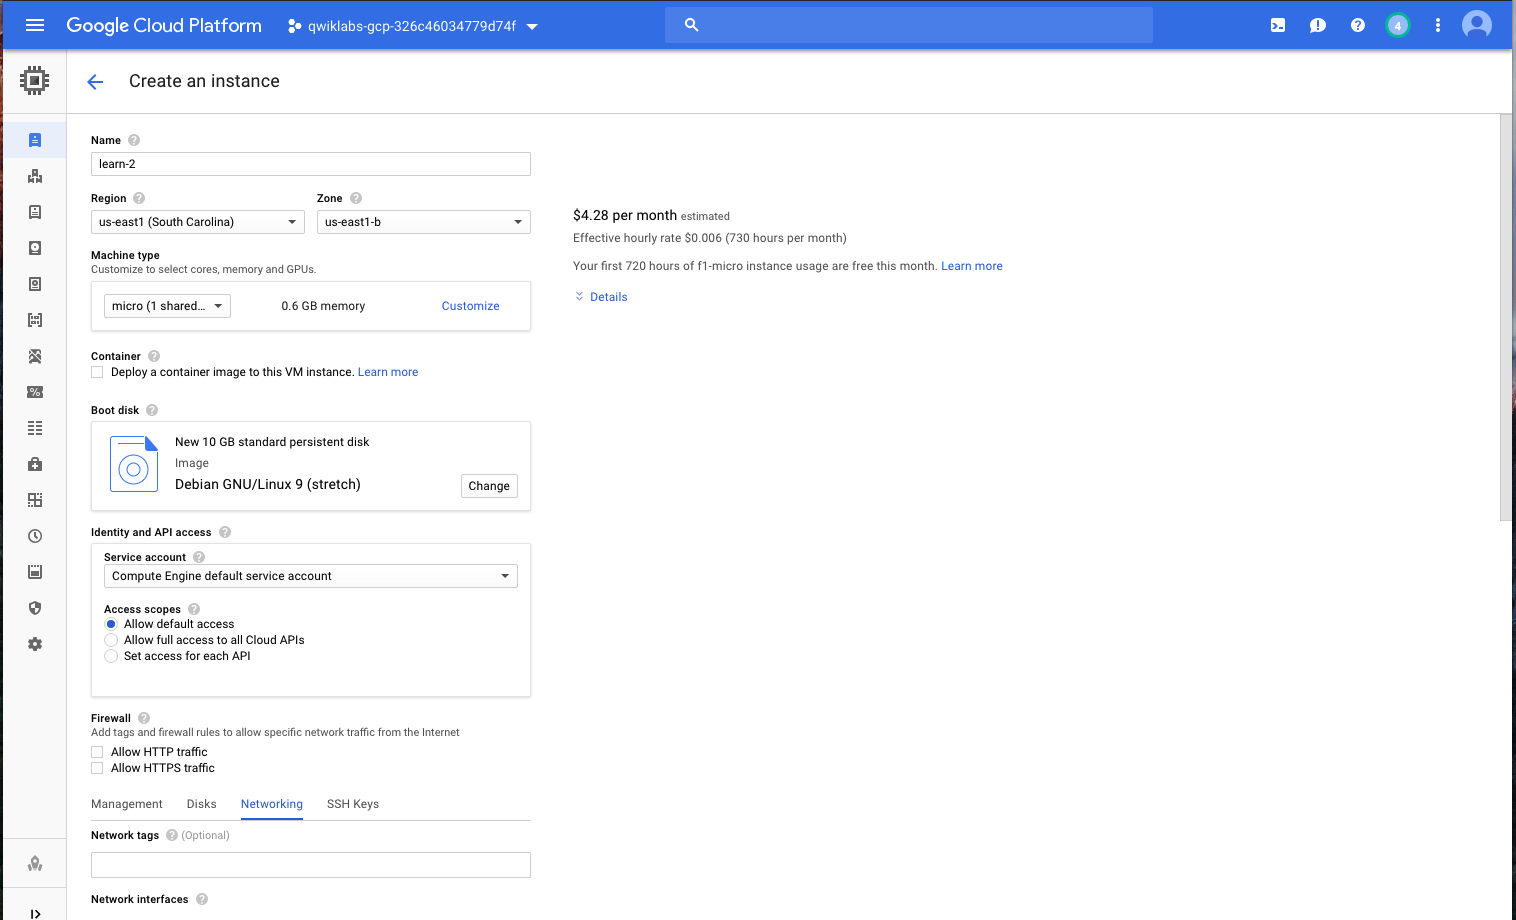 Google Cloud Platform
qwiklabs-gcp-326c46034779d74f
4
Create an instance
Name
learn-2
Region
Zone
us-east1 (South Carolina)
us-east1-b
Machine type
Customize to select cores, memory and GPUs.
micro (1 shared...
0.6 GB memory
Customize
$4.28 per month estimated
Effective hourly rate $0.006 (730 hours per month)
Your first 720 hours of f1-micro instance usage are free this month. Learn more
Details
Container
Deploy a container image to this VM instance. Learn more
Boot disk
New 10 GB standard persistent disk
Image
Debian GNU/Linux 9 (stretch)
Change
Identity and API access
Service account
Compute Engine default service account
Access scopes
Allow default access
Allow full access to all Cloud APIs
Set access for each API
Firewall
Add tags and firewall rules to allow specific network traffic from the Internet
Allow HTTP traffic
Allow HTTPS traffic
Management
Disks
Networking
SSH Keys
Network tags
(Optional)
Network interfaces